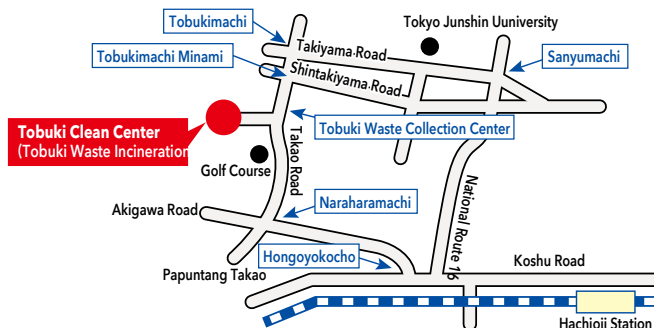 Tobukimachi
Tokyo Junshin Uuniversity
Takiyama Road
Tobukimachi Minami
Sanyumachi
Shintakiyama Road
Tobuki Clean Center
(Tobuki Waste Incineration
Tobuki Waste Collection Center
Golf Course
Takao Road
National Route 16
Naraharamachi
Akigawa Road
Hongoyokocho
Koshu Road
Papuntang Takao
Hachioji Station